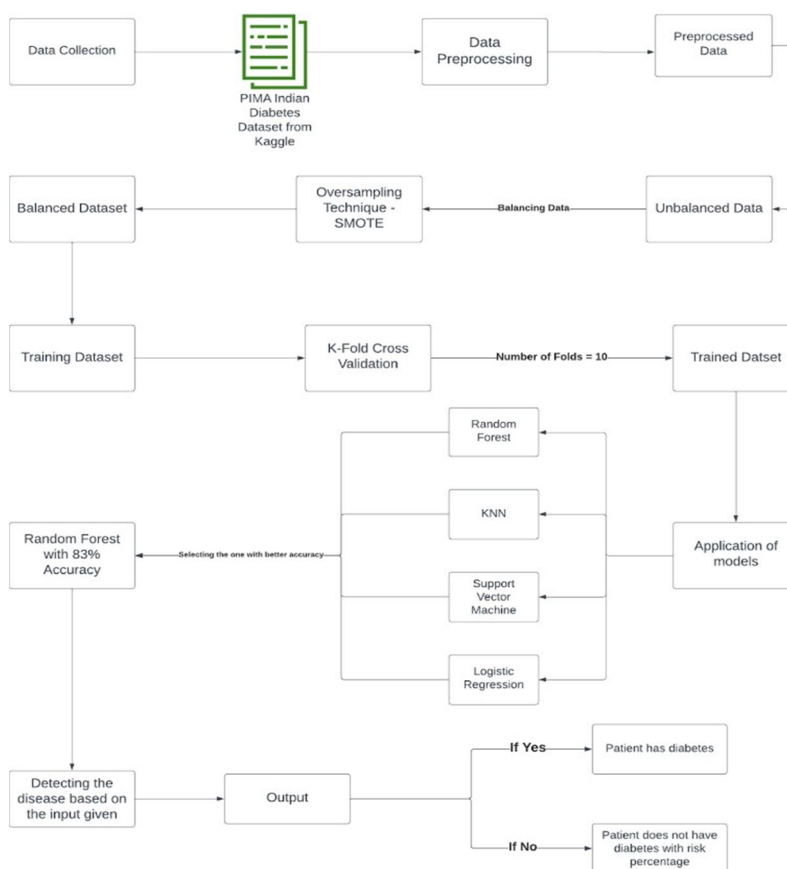 Data Collection
PIMA Indian
Diabetes
Dataset from
Kaggle
Data
Preprocessing
Preprocessed
Data
Balanced Dataset
Oversampling
Technique -
SMOTE
Balancing Data
Unbalanced Data
Training Dataset
K-Fold Cross
Validation
Number of Folds = 10
Trained Datset
Random
Forest
KNN
Support
Vector
Machine
Logistic
Regression
Application of
models
Selecting the one with better accuracy
Random Forest
with 83%
Accuracy
Detecting the
disease based on
the input given
Output
If Yes
Patient has diabetes
If No
Patient does not have
diabetes with risk
percentage